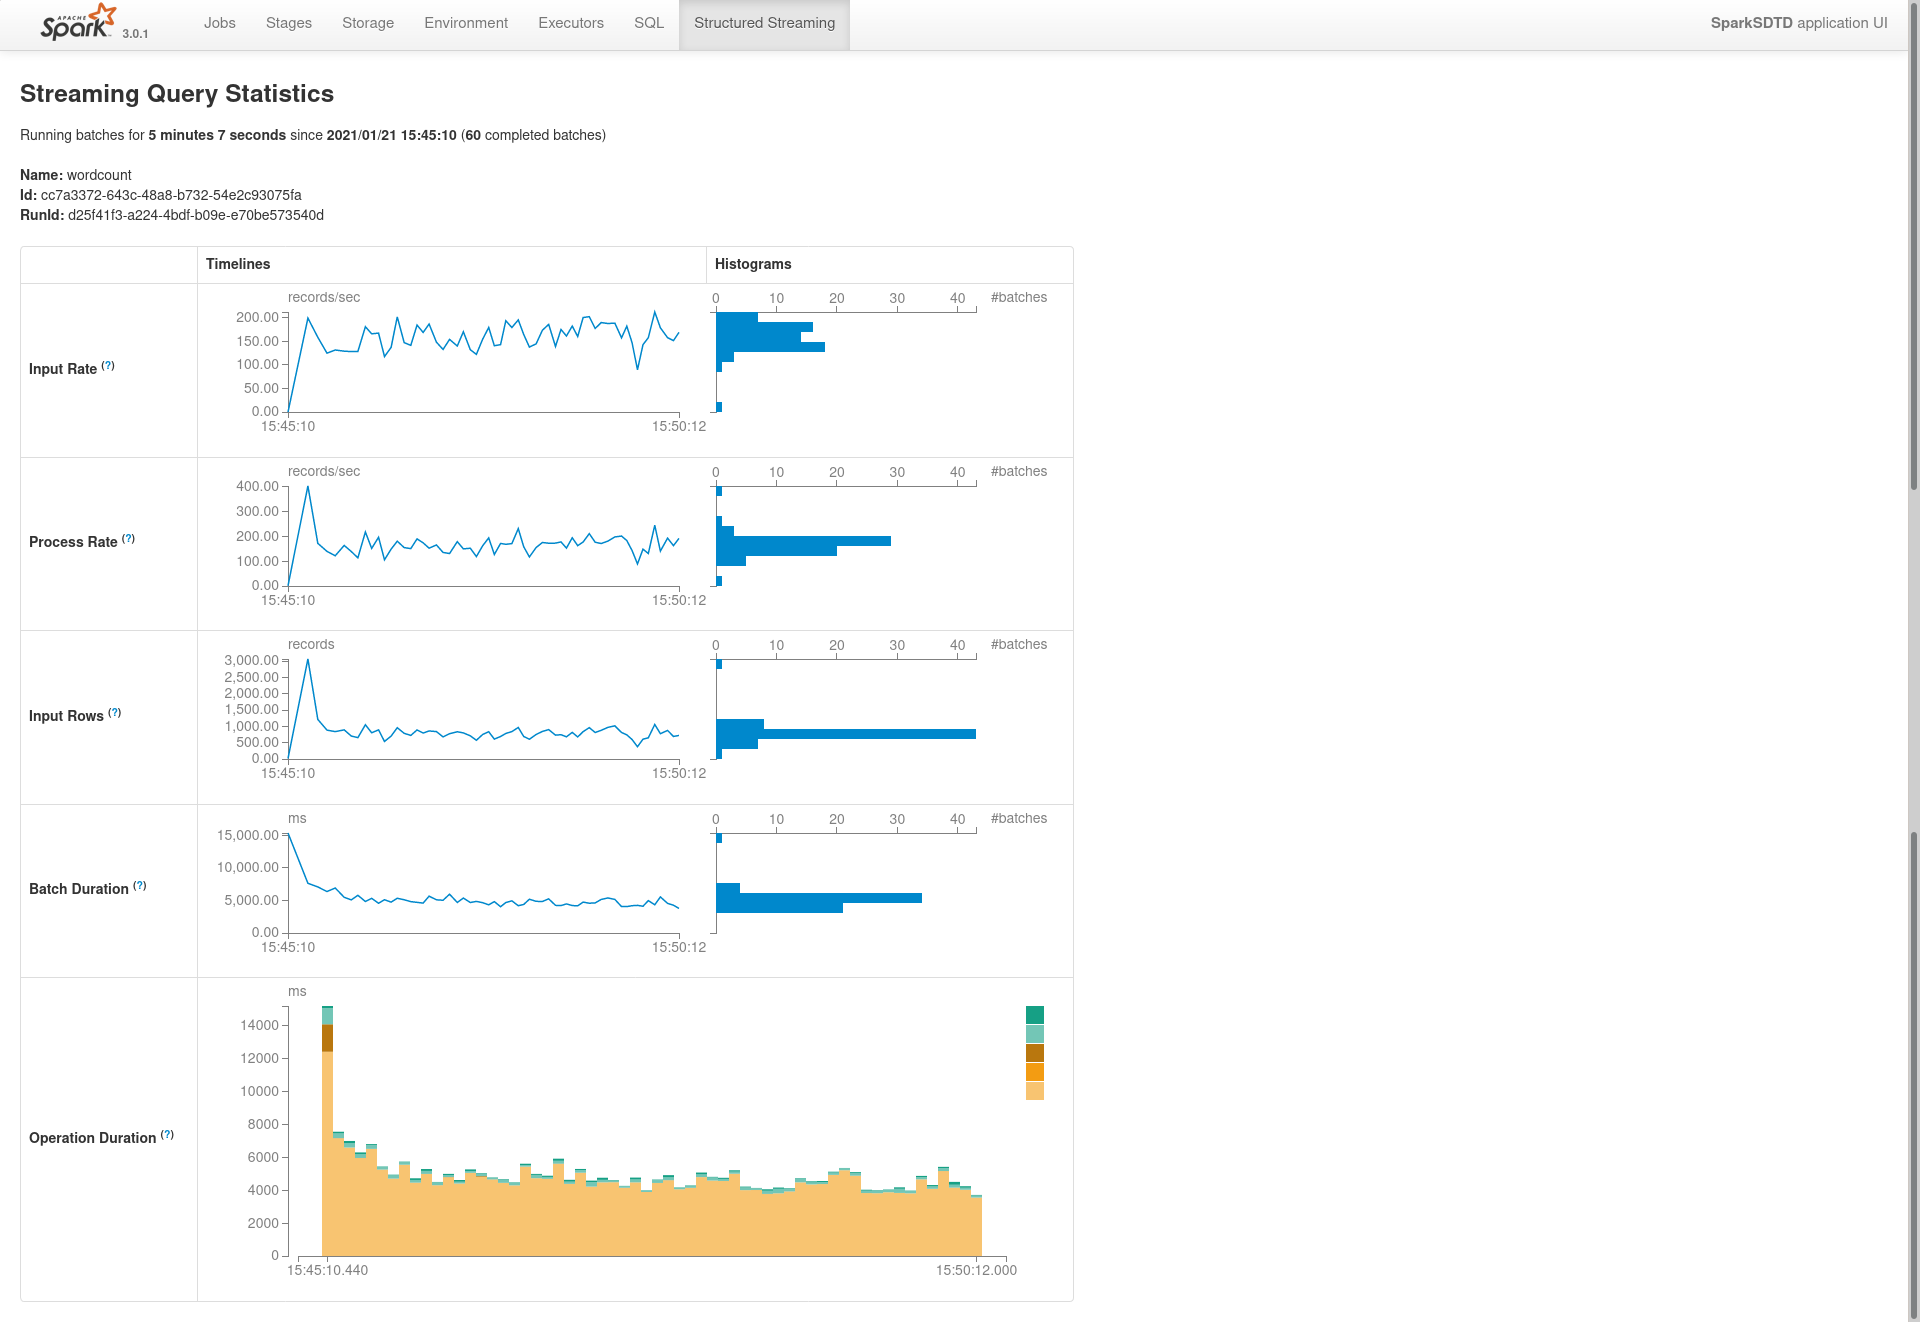 APACHE
Spark 3.0.1 Jobs Stages Storage Environment Executors SQL Structured Streaming SparkSDTD application UI
Streaming Query Statistics
Running batches for 5 minutes 7 seconds since 2021/01/21 15:45:10 (60 completed batches)
Name: wordcount
Id: cc7a3372-643c-48a8-b732-54e2c93075fa
RunId: d25f41f3-a224-4bdf-b09e-e70be573540d
Timelines Histograms
Input Rate (?)
records/sec
200.00
150.00
100.00
50.00
0.00
15:45:10 15:50:12
0 10 20 30 40 #batches
Process Rate (?)
records/sec
400.00
300.00
200.00
100.00
0.00
15:45:10 15:50:12
0 10 20 30 40 #batches
Input Rows (?)
records
3,000.00
2,500.00
2,000.00
1,500.00
1,000.00
500.00
0.00
15:45:10 15:50:12
0 10 20 30 40 #batches
Batch Duration (?)
ms
15,000.00
10,000.00
5,000.00
0.00
15:45:10 15:50:12
0 10 20 30 40 #batches
Operation Duration (?)
ms
14000
12000
10000
8000
6000
4000
2000
0
15:45:10.440 15:50:12.000